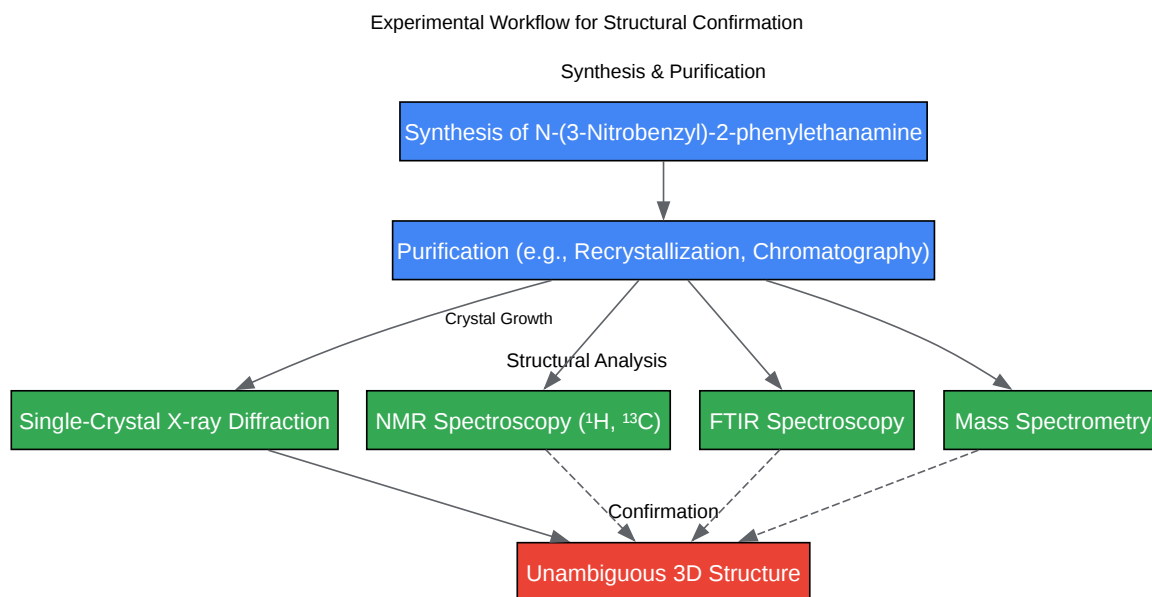 Experimental Workflow for Structural Confirmation
Synthesis & Purification
Synthesis of N-(3-Nitrobenzyl)-2-phenylethanamine
Purification (e.g., Recrystallization, Chromatography)
Crystal Growth
Structural Analysis
Single-Crystal X-ray Diffraction
NMR Spectroscopy (¹H, ¹³C)
FTIR Spectroscopy
Mass Spectrometry
Confirmation
Unambiguous 3D Structure